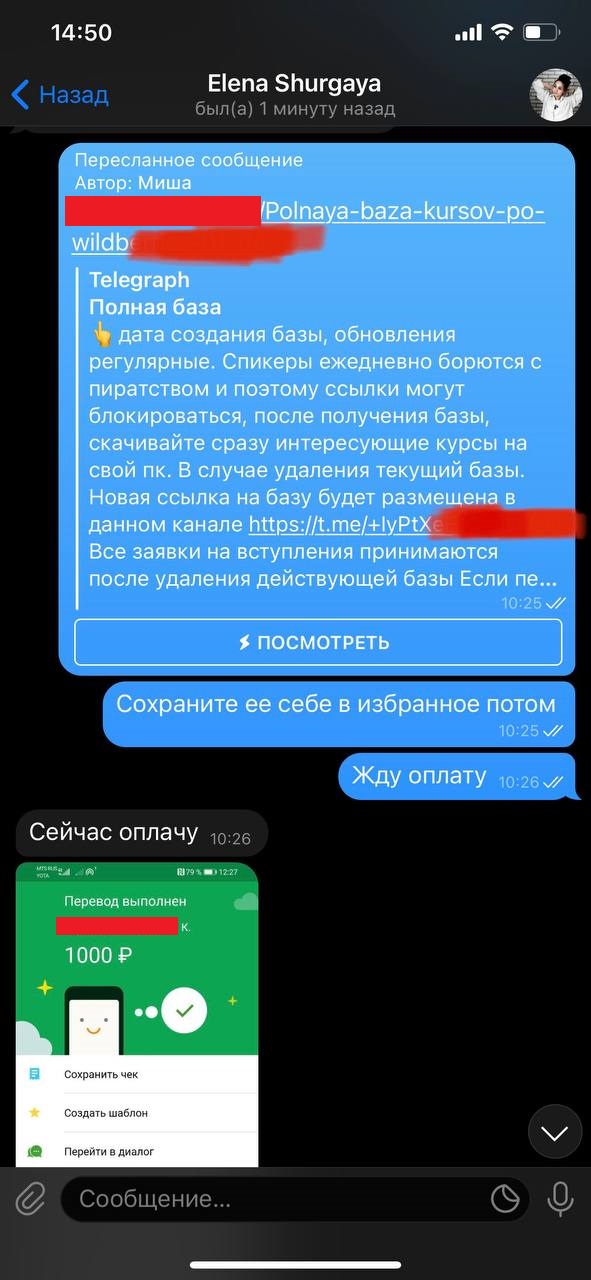 14:50
Назад
Elena Shurgaya
был(а) 1 минуту назад
Пересланное сообщение
Автор: Миша
/Polnaya-baza-kursov-po-
wildb
Telegraph
Полная база
👆 дата создания базы, обновления
регулярные. Спикеры ежедневно борются с
пиратством и поэтому ссылки могут
блокироваться, после получения базы,
скачивайте сразу интересующие курсы на
свой пк. В случае удаления текущий базы.
Новая ссылка на базу будет размещена в
данном канале https://t.me/+IyPtX
Все заявки на вступления принимаются
после удаления действующей базы Если пе...
10:25
ПОСМОТРЕТЬ
Сохраните ее себе в избранное потом
10:25
Жду оплату 10:26
Сейчас оплачу 10:26
MTS RUS
YOTA
79 % 12:27
Перевод выполнен
К.
1000 ₽
Сохранить чек
Создать шаблон
Перейти в диалог
Сообщение...